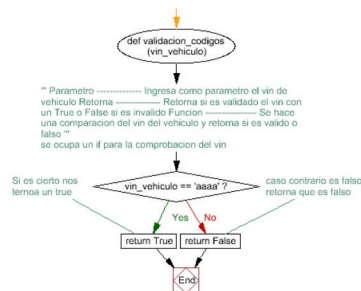 def validacion_codigos
(vin_vehiculo)
''' Parametro -------------- Ingresa como parametro el vin de
vehiculo Retorna -------------- Retorna si es validado el vin con
un True o False si es invalido Funcion -------------- Se hace
una comparacion del vin del vehiculo y retorna si es valido o
falso '''
se ocupa un if para la comprobacion del vin
Si es cierto nos
ternoa un true
vin_vehiculo == 'aaaa' ?
caso contrario es falso
retorna que es falso
Yes
No
return True
return False
End